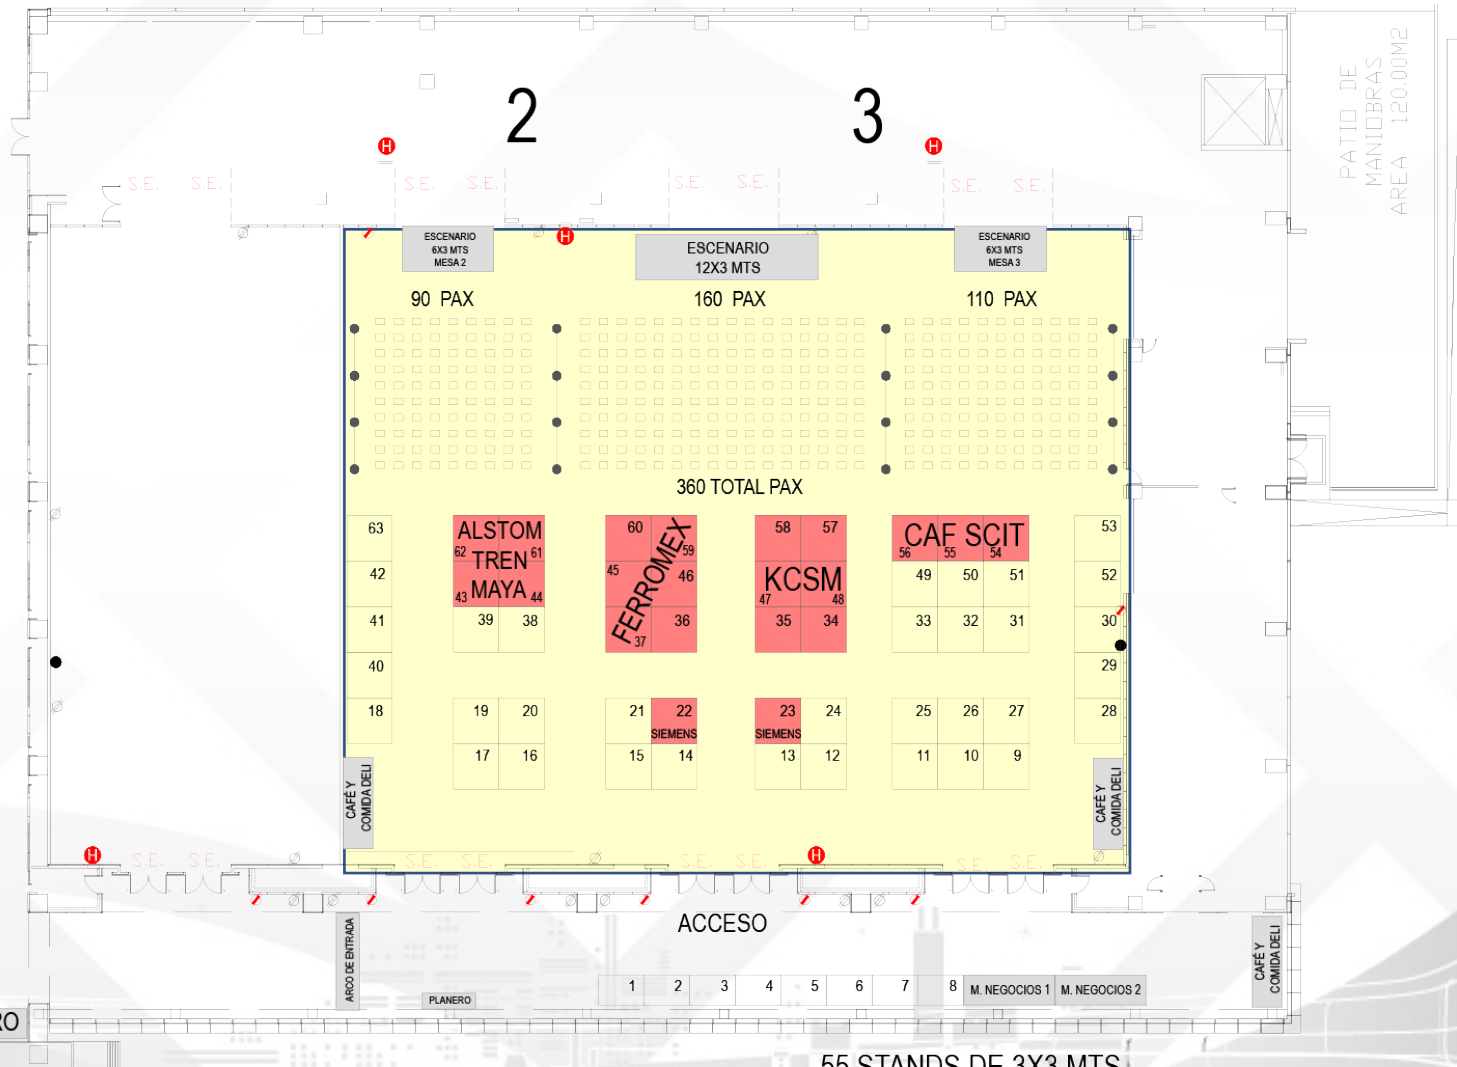 2
3
PATIO DE
MANIOBRAS
AREA 120.00M2
H
H
S.E.
S.E.
S.E.
S.E.
S.E.
S.E.
S.E.
S.E.
H
ESCENARIO
6X3 MTS
MESA 2
ESCENARIO
12X3 MTS
ESCENARIO
6X3 MTS
MESA 3
90 PAX
160 PAX
110 PAX
360 TOTAL PAX
63
ALSTOM
62
61
TREN
MAYA
43
44
60
59
FERROMEX
45
46
37
36
58
57
KCSM
47
48
35
34
CAF SCIT
56
55
54
53
42
49
50
51
52
41
39
38
33
32
31
30
40
29
18
19
20
21
22
SIEMENS
23
SIEMENS
24
25
26
27
28
17
16
15
14
13
12
11
10
9
CAFÉ Y
COMIDA DELI
CAFÉ Y
COMIDA DELI
H
S.E.
S.E.
S.E.
S.E.
S.E.
S.E.
H
S.E.
S.E.
ACCESO
ARCO DE ENTRADA
PLANERO
1
2
3
4
5
6
7
8
M. NEGOCIOS 1
M. NEGOCIOS 2
CAFÉ Y
COMIDA DELI
RO
55 STANDS DE 3X3 MTS